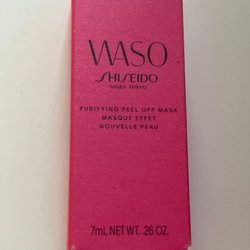 WASO
SHISEIDO
GINZA TOKYO
PURIFYING PEEL OFF MASK
MASQUE EFFET
NOUVELLE PEAU
7mL NET WT. .26 OZ.